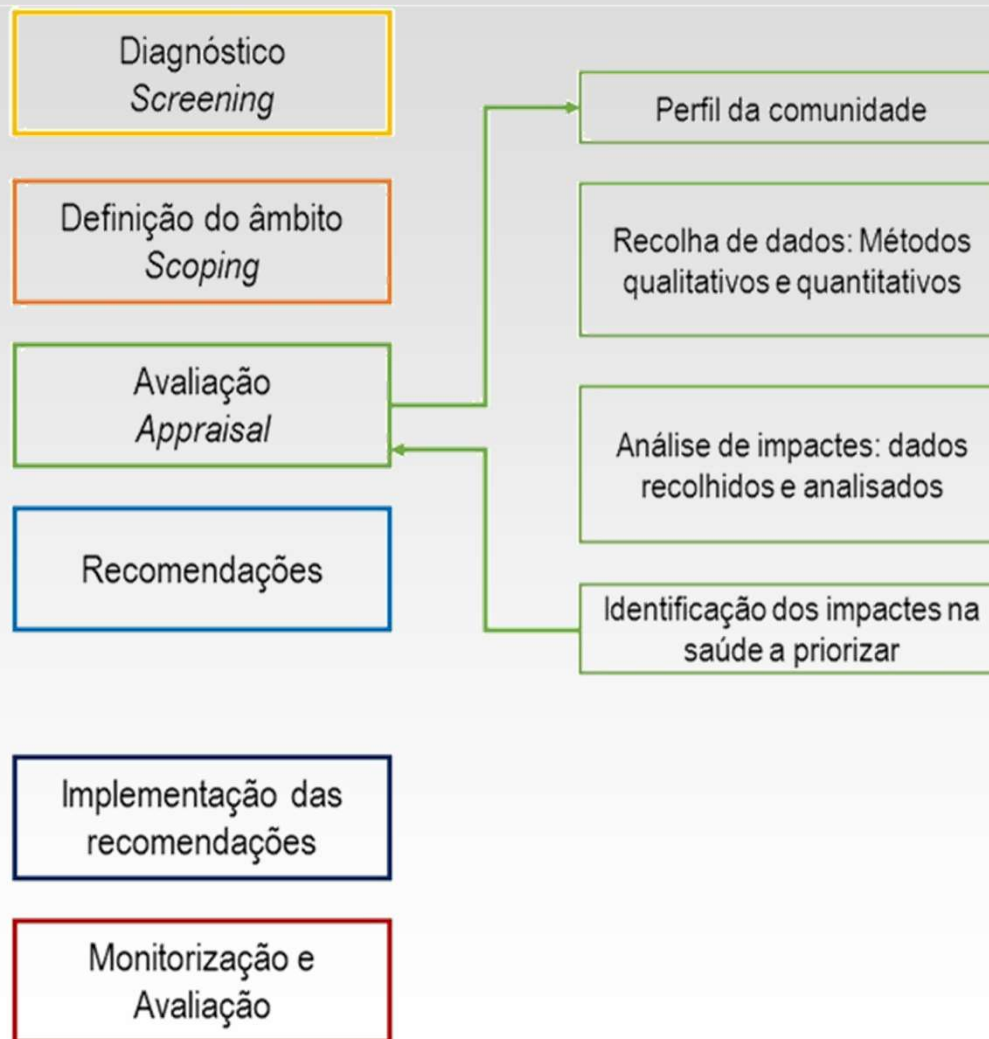 Diagnóstico
Screening
Definição do âmbito
Scoping
Avaliação
Appraisal
Recomendações
Implementação das
recomendações
Monitorização e
Avaliação
Perfil da comunidade
Recolha de dados: Métodos
qualitativos e quantitativos
Análise de impactes: dados
recolhidos e analisados
Identificação dos impactes na
saúde a priorizar